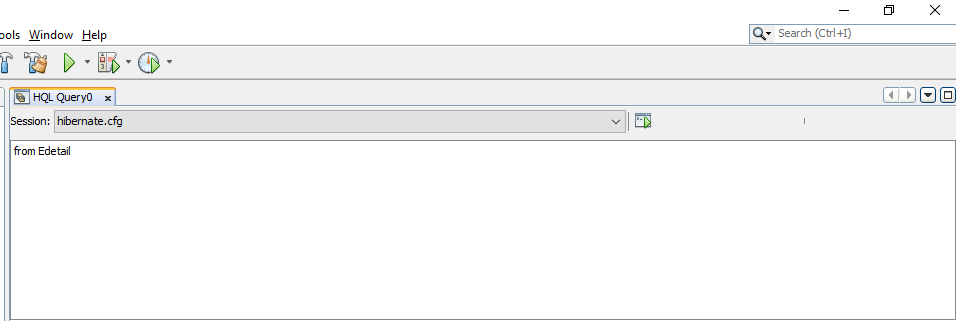 ools Window Help
Search (Ctrl+I)
HQL Query0
Session: hibernate.cfg
from Edetail